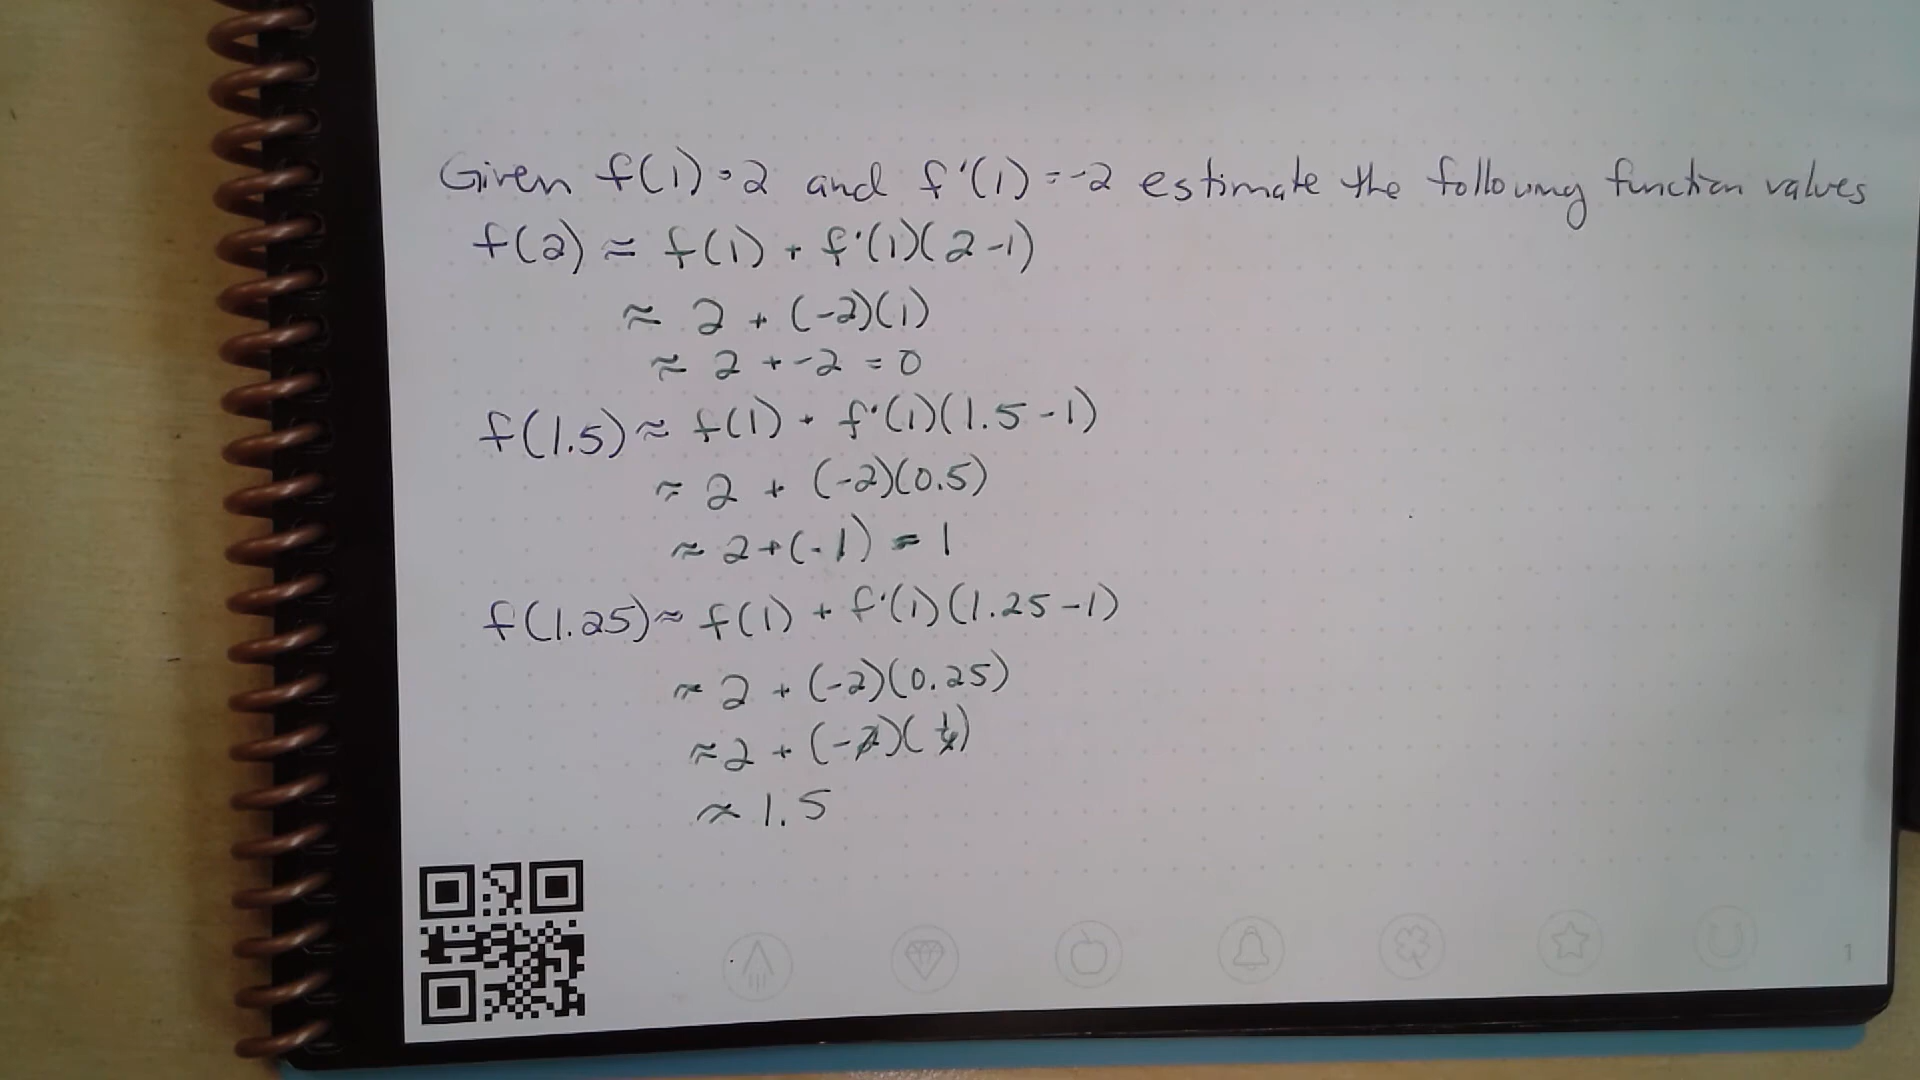 Given f(1)=2 and f'(1)=-2 estimate the following function values
f(2) ≈ f(1) + f'(1)(2-1)
≈ 2 + (-2)(1)
≈ 2 + -2 = 0
f(1.5) ≈ f(1) + f'(1)(1.5-1)
≈ 2 + (-2)(0.5)
≈ 2+(-1) = 1
f(1.25) ≈ f(1) + f'(1)(1.25-1)
≈ 2 + (-2)(0.25)
≈ 2 + (-2)(1/4)
≈ 1.5
1